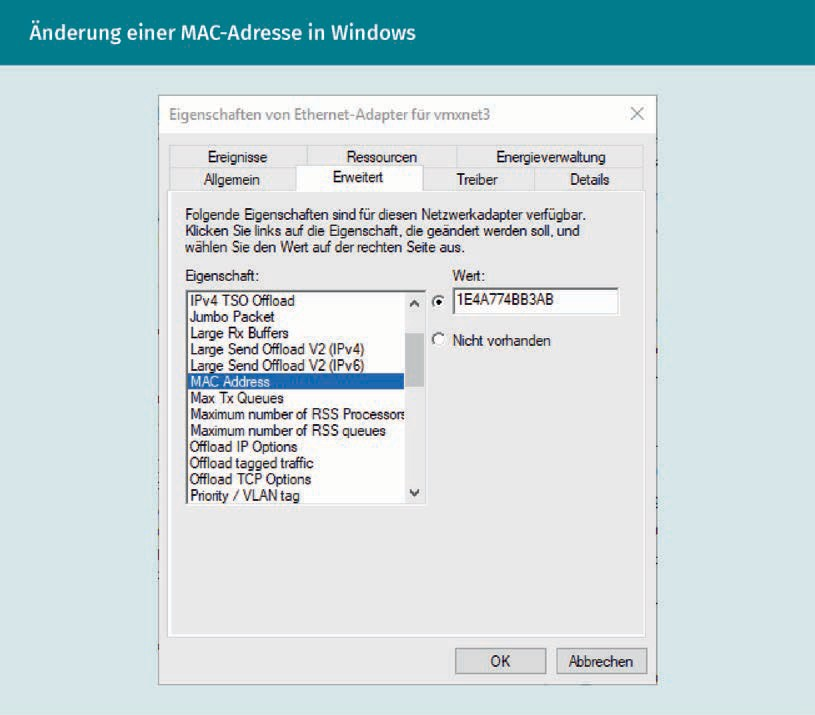 Änderung einer MAC-Adresse in Windows
Eigenschaften von Ethernet-Adapter für vmxnet3
Ereignisse Ressourcen Energieverwaltung
Allgemein Erweitert Treiber Details
Folgende Eigenschaften sind für diesen Netzwerkadapter verfügbar.
Klicken Sie links auf die Eigenschaft, die geändert werden soll, und
wählen Sie den Wert auf der rechten Seite aus.
Eigenschaft: Wert:
IPv4 TSO Offload 1E4A774BB3AB
Jumbo Packet
Large Rx Buffers
Large Send Offload V2 (IPv4) Nicht vorhanden
Large Send Offload V2 (IPv6)
MAC Address
Max Tx Queues
Maximum number of RSS Processors
Maximum number of RSS queues
Offload IP Options
Offload tagged traffic
Offload TCP Options
Priority / VLAN tag
OK Abbrechen